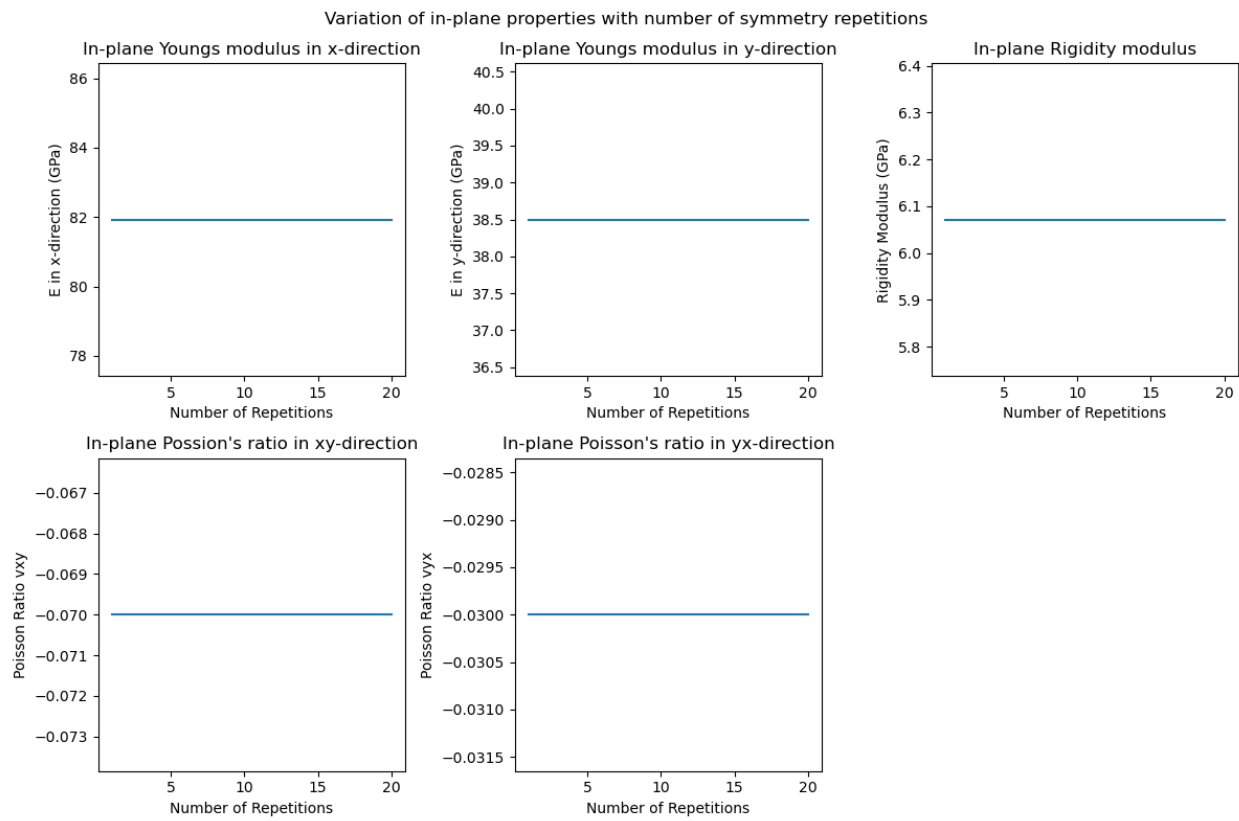 Variation of in-plane properties with number of symmetry repetitions
In-plane Youngs modulus in x-direction
E in x-direction (GPa)
86
84
82
80
78
5 10 15 20
Number of Repetitions
In-plane Youngs modulus in y-direction
E in y-direction (GPa)
40.5
40.0
39.5
39.0
38.5
38.0
37.5
37.0
36.5
5 10 15 20
Number of Repetitions
In-plane Rigidity modulus
Rigidity Modulus (GPa)
6.4
6.3
6.2
6.1
6.0
5.9
5.8
5 10 15 20
Number of Repetitions
In-plane Possion's ratio in xy-direction
Poisson Ratio vxy
−0.067
−0.068
−0.069
−0.070
−0.071
−0.072
−0.073
5 10 15 20
Number of Repetitions
In-plane Poisson's ratio in yx-direction
Poisson Ratio vyx
−0.0285
−0.0290
−0.0295
−0.0300
−0.0305
−0.0310
−0.0315
5 10 15 20
Number of Repetitions